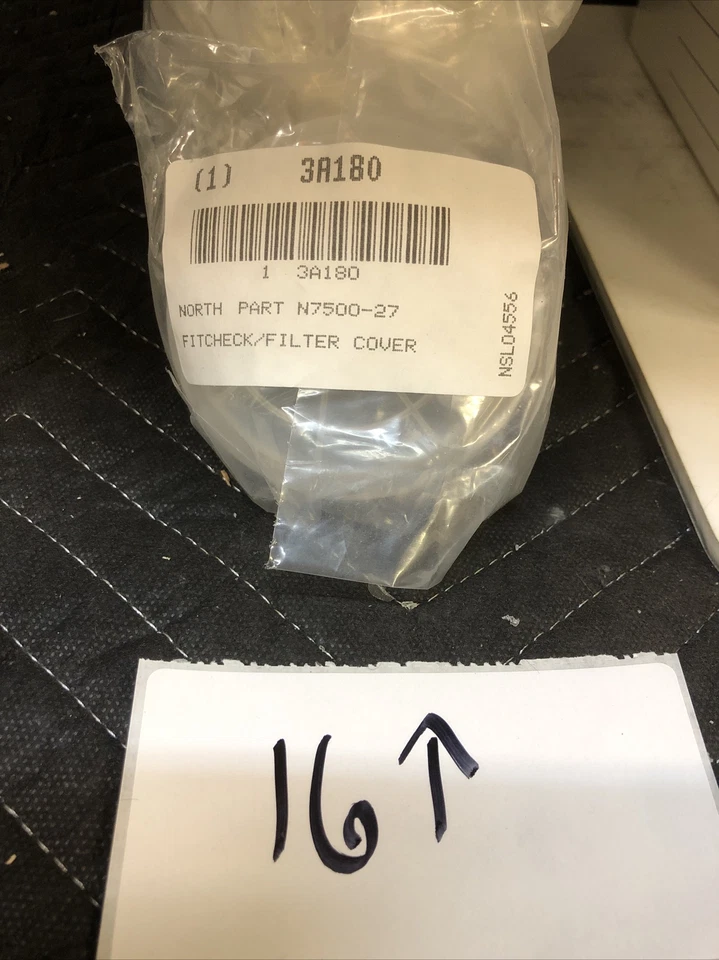 (1) 3A180
1 3A180
NORTH PART N7500-27
FITCHECK/FILTER COVER
NSL04556
16↑